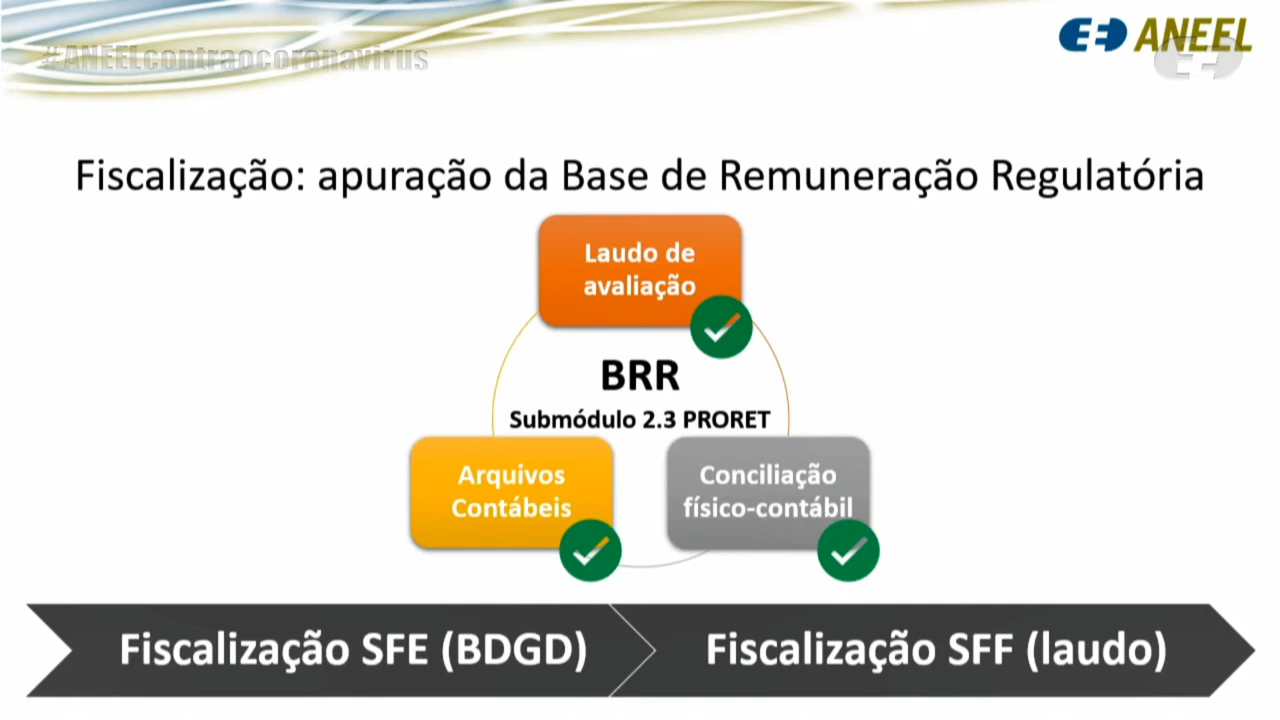 #ANEELcontraocoronavirus
ANEEL
Fiscalização: apuração da Base de Remuneração Regulatória
Laudo de
avaliação
BRR
Submódulo 2.3 PRORET
Arquivos
Contábeis
Conciliação
físico-contábil
Fiscalização SFE (BDGD)
Fiscalização SFF (laudo)